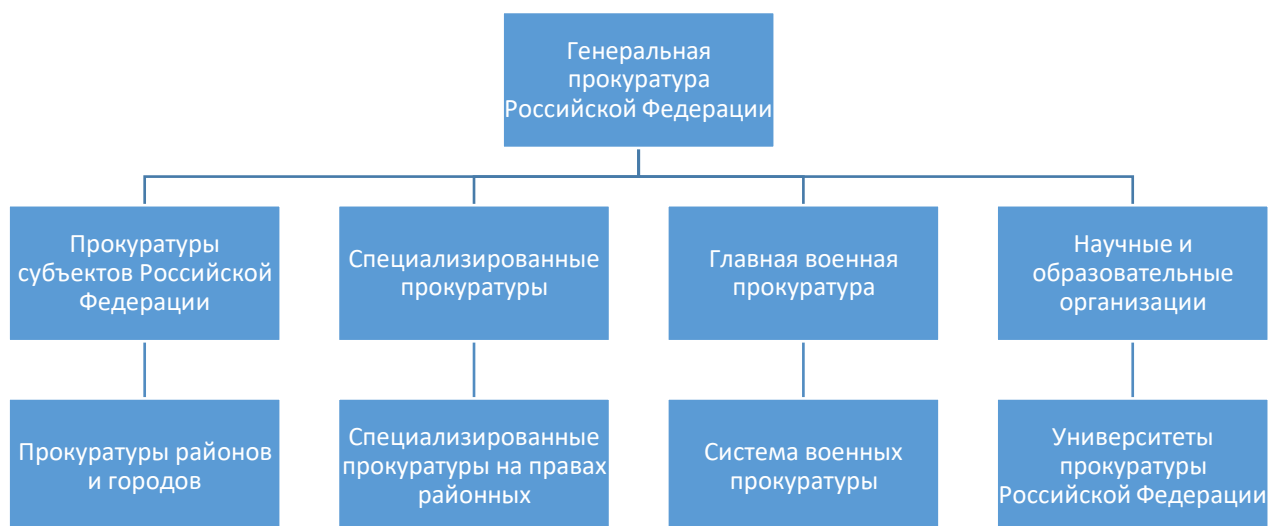 Генеральная
прокуратура
Российской Федерации
Прокуратуры
субъектов Российской
Федерации
Специализированные
прокуратуры
Главная военная
прокуратура
Научные и
образовательные
организации
Прокуратуры районов
и городов
Специализированные
прокуратуры на правах
районных
Система военных
прокуратуры
Университеты
прокуратуры
Российской Федерации